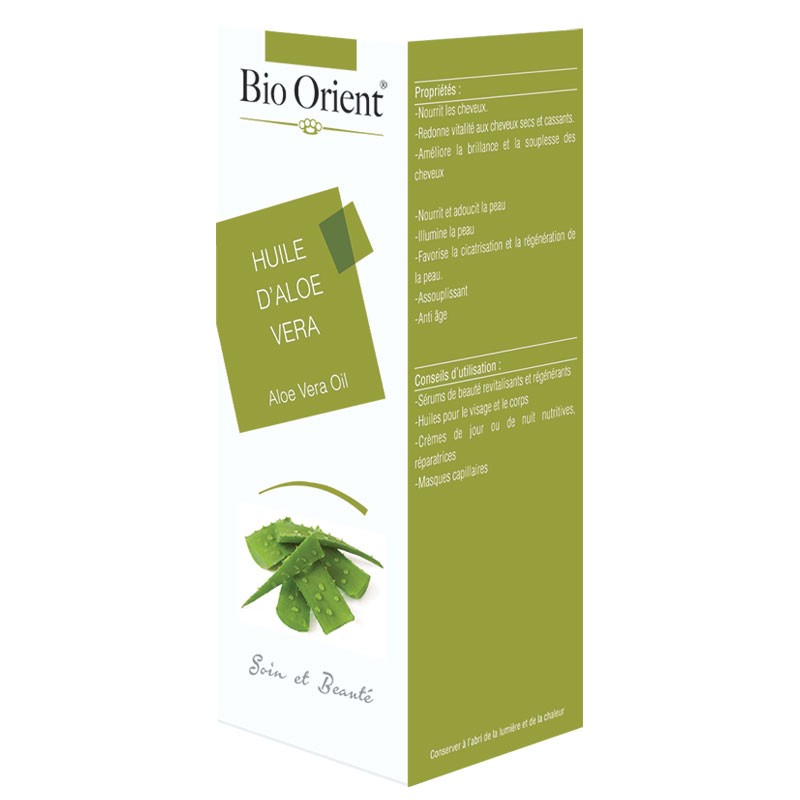 Bio Orient®
HUILE
D'ALOE
VERA
Aloe Vera Oil
Soin et Beauté
Propriétés :
-Nourrit les cheveux.
-Redonne vitalité aux cheveux secs et cassants.
-Améliore la brillance et la souplesse des
cheveux
-Nourrit et adoucit la peau
-Illumine la peau
-Favorise la cicatrisation et la régénération de
la peau.
-Assouplissant
-Anti âge
Conseils d'utilisation :
-Sérums de beauté revitalisants et régénérants
-Huiles pour le visage et le corps
-Crèmes de jour ou de nuit nutritives,
réparatrices
-Masques capillaires
Conserver à l'abri de la lumière et de la chaleur